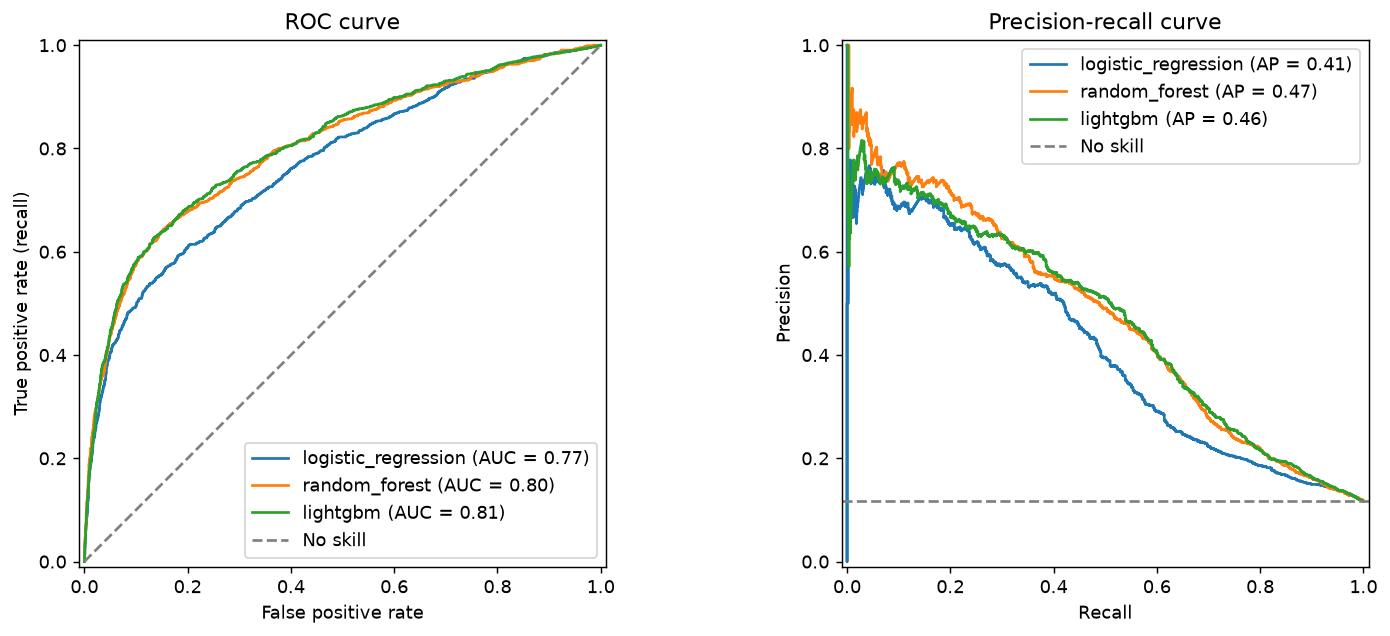 ROC curve
1.0
0.8
0.6
0.4
0.2
0.0
True positive rate (recall)
logistic_regression (AUC = 0.77)
random_forest (AUC = 0.80)
lightgbm (AUC = 0.81)
No skill
0.0 0.2 0.4 0.6 0.8 1.0
False positive rate
Precision-recall curve
1.0
0.8
0.6
0.4
0.2
0.0
Precision
logistic_regression (AP = 0.41)
random_forest (AP = 0.47)
lightgbm (AP = 0.46)
No skill
0.0 0.2 0.4 0.6 0.8 1.0
Recall